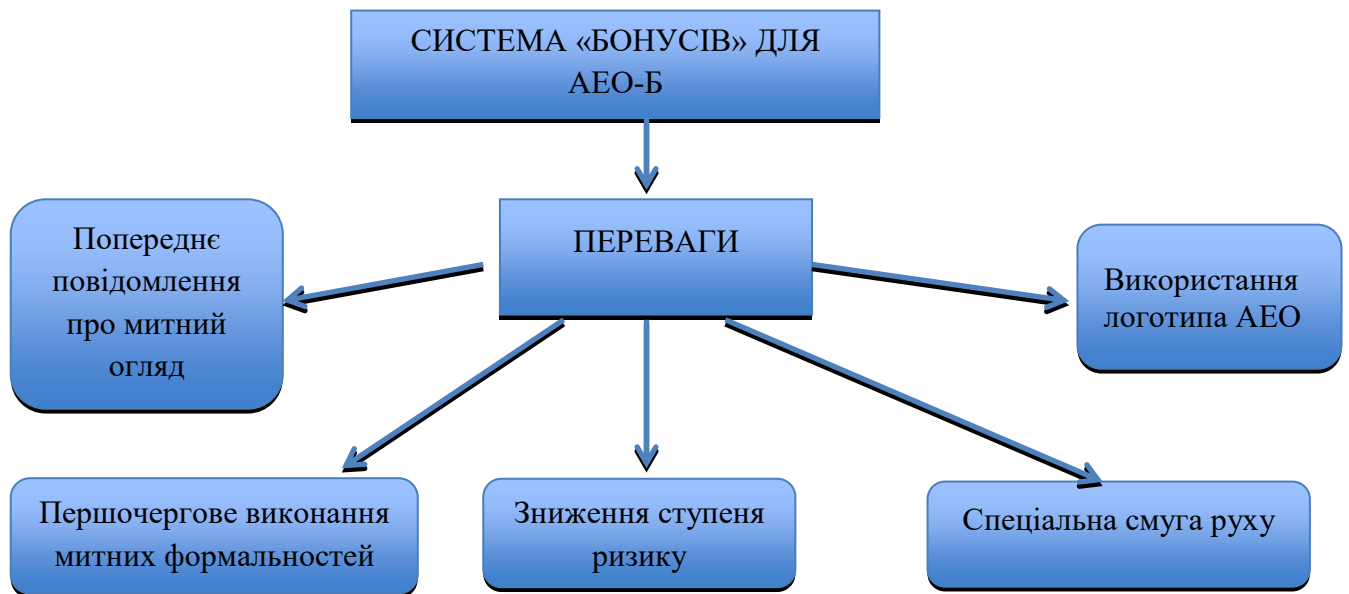 СИСТЕМА «БОНУСІВ» ДЛЯ
АЕО-Б
ПЕРЕВАГИ
Попереднє
повідомлення
про митний
огляд
Використання
логотипа АЕО
Першочергове виконання
митних формальностей
Зниження ступеня
ризику
Спеціальна смуга руху